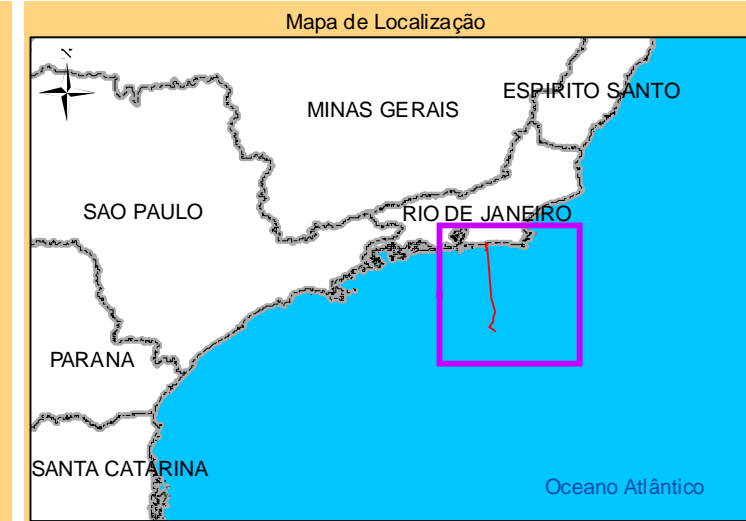 Mapa de Localização
N
ESPIRITO SANTO
MINAS GERAIS
SAO PAULO
RIO DE JANEIRO
PARANA
SANTA CATARINA
Oceano Atlântico